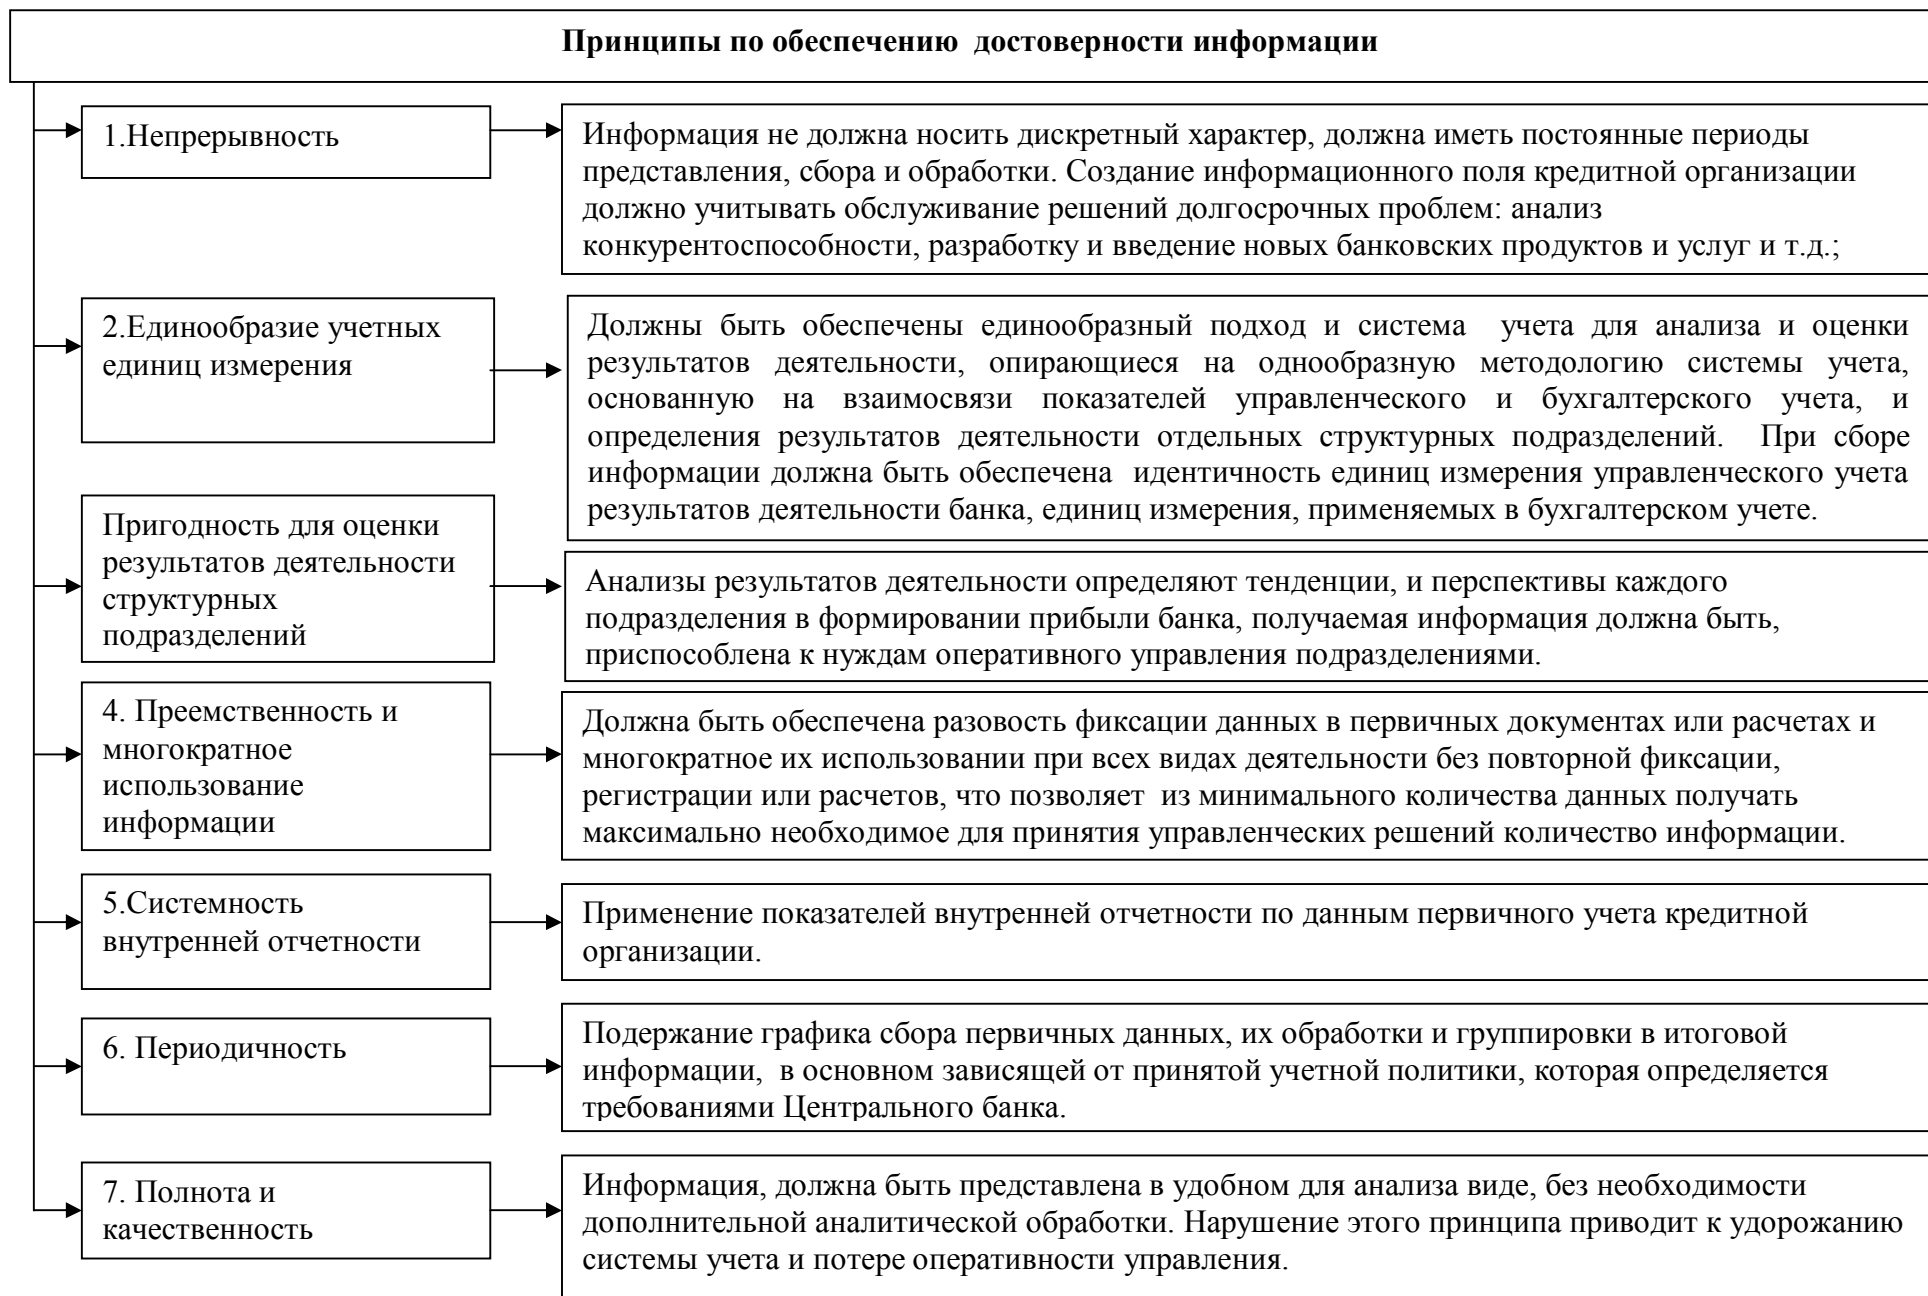 Принципы по обеспечению достоверности информации
1.Непрерывность
Информация не должна носить дискретный характер, должна иметь постоянные периоды
представления, сбора и обработки. Создание информационного поля кредитной организации
должно учитывать обслуживание решений долгосрочных проблем: анализ
конкурентоспособности, разработку и введение новых банковских продуктов и услуг и т.д.;
2.Единообразие учетных
единиц измерения
Должны быть обеспечены единообразный подход и система учета для анализа и оценки
результатов деятельности, опирающиеся на однообразную методологию системы учета,
основанную на взаимосвязи показателей управленческого и бухгалтерского учета, и
определения результатов деятельности отдельных структурных подразделений. При сборе
информации должна быть обеспечена идентичность единиц измерения управленческого учета
результатов деятельности банка, единиц измерения, применяемых в бухгалтерском учете.
Пригодность для оценки
результатов деятельности
структурных
подразделений
Анализы результатов деятельности определяют тенденции, и перспективы каждого
подразделения в формировании прибыли банка, получаемая информация должна быть,
приспособлена к нуждам оперативного управления подразделениями.
4. Преемственность и
многократное
использование
информации
Должна быть обеспечена разовость фиксации данных в первичных документах или расчетах и
многократное их использовании при всех видах деятельности без повторной фиксации,
регистрации или расчетов, что позволяет из минимального количества данных получать
максимально необходимое для принятия управленческих решений количество информации.
5.Системность
внутренней отчетности
Применение показателей внутренней отчетности по данным первичного учета кредитной
организации.
6. Периодичность
Подержание графика сбора первичных данных, их обработки и группировки в итоговой
информации, в основном зависящей от принятой учетной политики, которая определяется
требованиями Центрального банка.
7. Полнота и
качественность
Информация, должна быть представлена в удобном для анализа виде, без необходимости
дополнительной аналитической обработки. Нарушение этого принципа приводит к удорожанию
системы учета и потере оперативности управления.